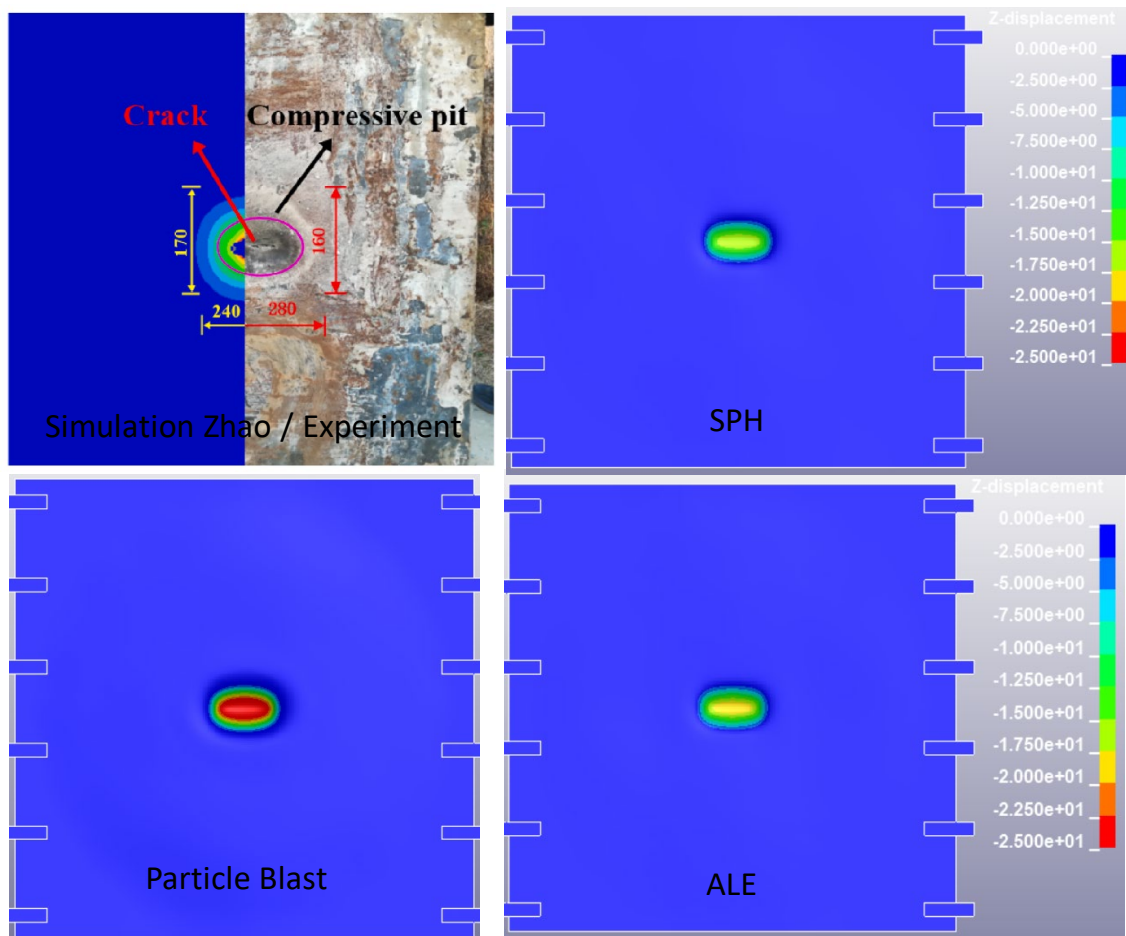 Crack
Compressive pit
170
160
240
280
Simulation Zhao / Experiment
Z-displacement
0.000e+00
-2.500e+00
-5.000e+00
-7.500e+00
-1.000e+01
-1.250e+01
-1.500e+01
-1.750e+01
-2.000e+01
-2.250e+01
-2.500e+01
SPH
Particle Blast
Z-displacement
0.000e+00
-2.500e+00
-5.000e+00
-7.500e+00
-1.000e+01
-1.250e+01
-1.500e+01
-1.750e+01
-2.000e+01
-2.250e+01
-2.500e+01
ALE